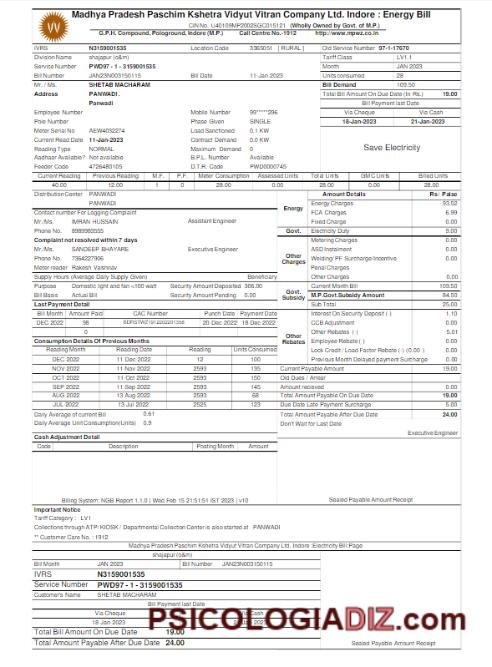 Madhya Pradesh Paschim Kshetra Vidyut Vitran Company Ltd. Indore : Energy Bill
CIN No. U40109MP2002SGC015121 (Wholly Owned by Govt. of M.P.)
G.P.H. Compound, Pologround, Indore (M.P.) Call Centre No.-1912 http://www.mpez.co.in
IVRS N3159001535 Location Code 3365051 [ RURAL ] Old Service Number 97-1-17670
Division Name shajapur (o&m) Tariff Class LV1.1
Service Number PWD97 - 1 - 3159001535 Month JAN 2023
Bill Number JAN23N003150115 Bill Date 11-Jan 2023 Units consumed 28
Mr. / Ms. SHETAB MACHARAM Bill Demand 109.50
Address PANWADI. Total Bill Amount On Due Date (In Rs.) 19.00
Panwadi Bill Payment last Date
Employee Number Mobile Number 99******296 Via Cheque Via Cash
Pole Number Phase Given SINGLE 18-Jan-2023 21-Jan-2023
Meter Serial No AEW4032274 Load Sanctioned 0.1 KW
Current Read Date 11-Jan-2023 Contract Demand 0.0 KW
Save Electricity
Reading Type NORMAL Maximum Demand 0
Aadhaar Available? Not available B.P.L. Number Available
Feeder Code 4726480105 D.T.R. Code PWD0000745
Current Reading Previous Reading M.F. P.F. Meter Consumption Assessed Units Total Units GMC Units Billed Units
40.00 12.00 1 0 28.00 0.00 28.00 0.00 28.00
Distribution Center PANWADI
PANWADI
Contact number For Logging Complaint
Mr./Ms. IMRAN HUSSAIN Assistant Engineer
Phone No. 8989983555
Complaint not resolved within 7 days
Mr./Ms. SANDEEP BHAYARE Executive Engineer
Phone No. 7364227906
Meter reader Rakesh Vaishnav
Supply Hours (Average Daily Supply Given) Beneficiary
Purpose Domestic light and fan <100 watt Security Amount Deposited 306.00
Bill Basis Actual Bill Security Amount Pending 0.00
Last Payment Detail
Bill Month Amount Paid CAC Number Punch Date Payment Date
DEC 2022 98 20 Dec 2022 19 Dec 2022
0
Consumption Details Of Previous Months
Reading Month Reading Date Reading Units Consumed
DEC 2022 11 Dec 2022 12 100
NOV 2022 11 Nov 2022 2593 195
OCT 2022 11 Oct 2022 2593 150
SEP 2022 11 Sep 2022 2593 145
AUG 2022 13 Aug 2022 2593 68
JUL 2022 13 Jul 2022 2525 123
Daily Average of current Bill 0.61
Daily Average Unit Consumption(Units) 0.9
Cash Adjustment Detail
Code Description Posting Month Amount
Amount Details Rs/ Paise
Energy
Energy Charges 93.52
FCA Charges 6.99
Fixed Charge 0.00
Govt.
Electricity Duty 9.00
Other Charges
Metering Charges 0.00
ASD Instalment 0.00
Welding/ PF Surcharge/Incentive 0.00
Penal Charges
Other Charges 0.00
Govt. Subsidy
Current Month Bill 109.50
M.P.Govt.Subsidy Amount 84.50
Sub Total 25.00
Other Rebates
Interest On Security Deposit ( ) 1.10
CCB Adjustment 0.00
Other Rebates ( ) 5.01
Employee Rebate ( ) 0.00
Lock Credit / Load Factor Rebate ( ) (0.00 ) 0.00
Previous Month Delayed payment Surcharge 0.00
Current Payable Amount 19.00
Old Dues / Arrear
Amount received 0.00
Total Amount Payable On Due Date 19.00
Due Date Late Payment Surcharge 5.00
Total Amount Payable After Due Date 24.00
Don't Wait for Last Date
Executive Engineer
Billing System: NGB Report 1.1.0 | Wed Feb 15 21:51:51 IST 2023 | v10 Sealed Payable Amount Receipt
Important Notice
Tariff Category : LV1
Collections through ATP/ KIOSK / Departmental Collection Center is also started at PANWADI
** Customer Care No. : 1912
Madhya Pradesh Paschim Kshetra Vidyut Vitran Company Ltd. Indore :Electricity Bill Page
shajapur (o&m)
Bill Month JAN 2023 Bill Number JAN23N003150115
IVRS N3159001535
Service Number PWD97 - 1 - 3159001535
Customer's Name SHETAB MACHARAM
Bill Payment last Date
Via Cheque Via Cash
18 Jan 2023
PSICOLOGIADIZ.com
Total Bill Amount On Due Date 19.00
Total Amount Payable After Due Date 24.00 Sealed Payable Amount Receipt